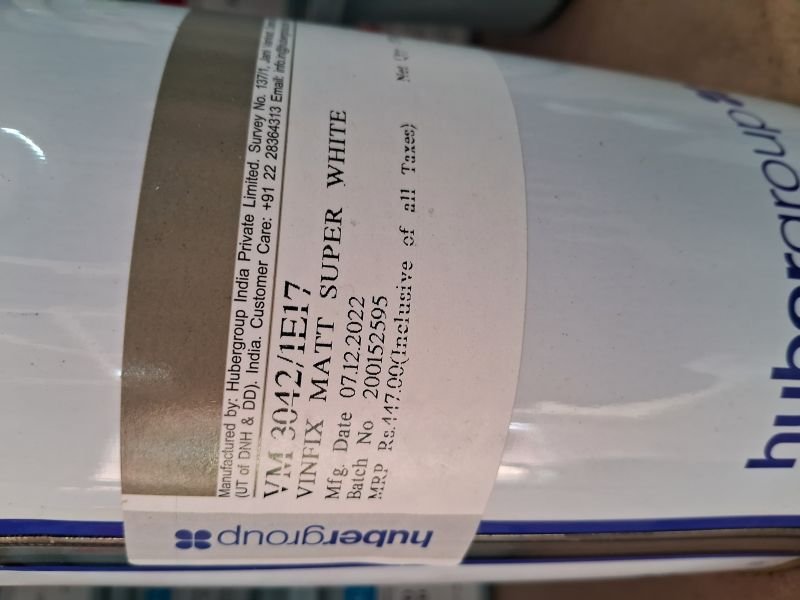 Manufactured by: Hubergroup India Private Limited. Survey No. 137/1,
(UT of DNH & DD). India. Customer Care: +91 22 28364313 Email:
VM 3042/1E17
VINFIX MATT SUPER WHITE
Mfg. Date 07.12.2022
Batch No 200152595
MRP Rs.447.00(Inclusive of all Taxes) Net
hubergroup
hubergroup